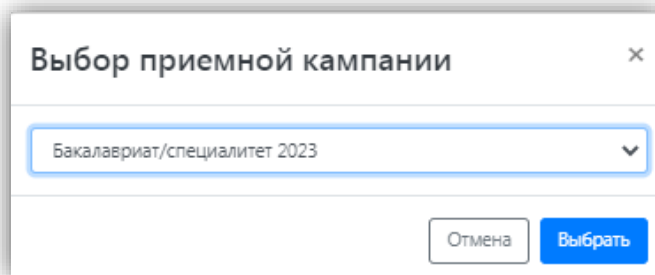 Выбор приемной кампании ×
Бакалавриат/специалитет 2023
Отмена Выбрать